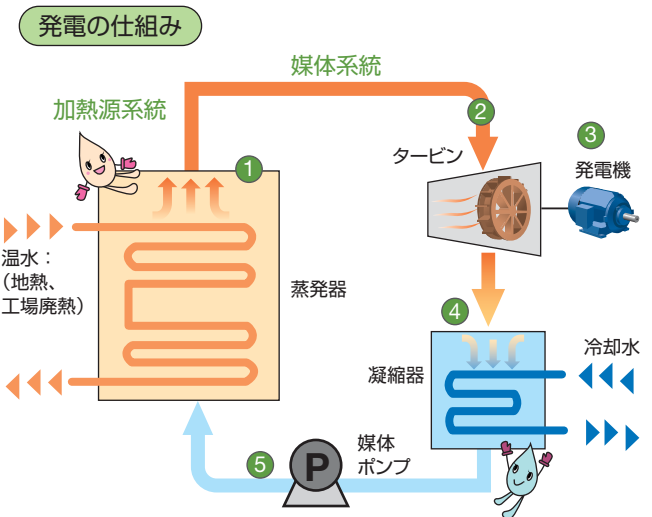 発電の仕組み
媒体系統
加熱源系統
1
2
3
タービン
発電機
温水：
（地熱、
工場廃熱）
蒸発器
4
冷却水
凝縮器
5
P
媒体
ポンプ